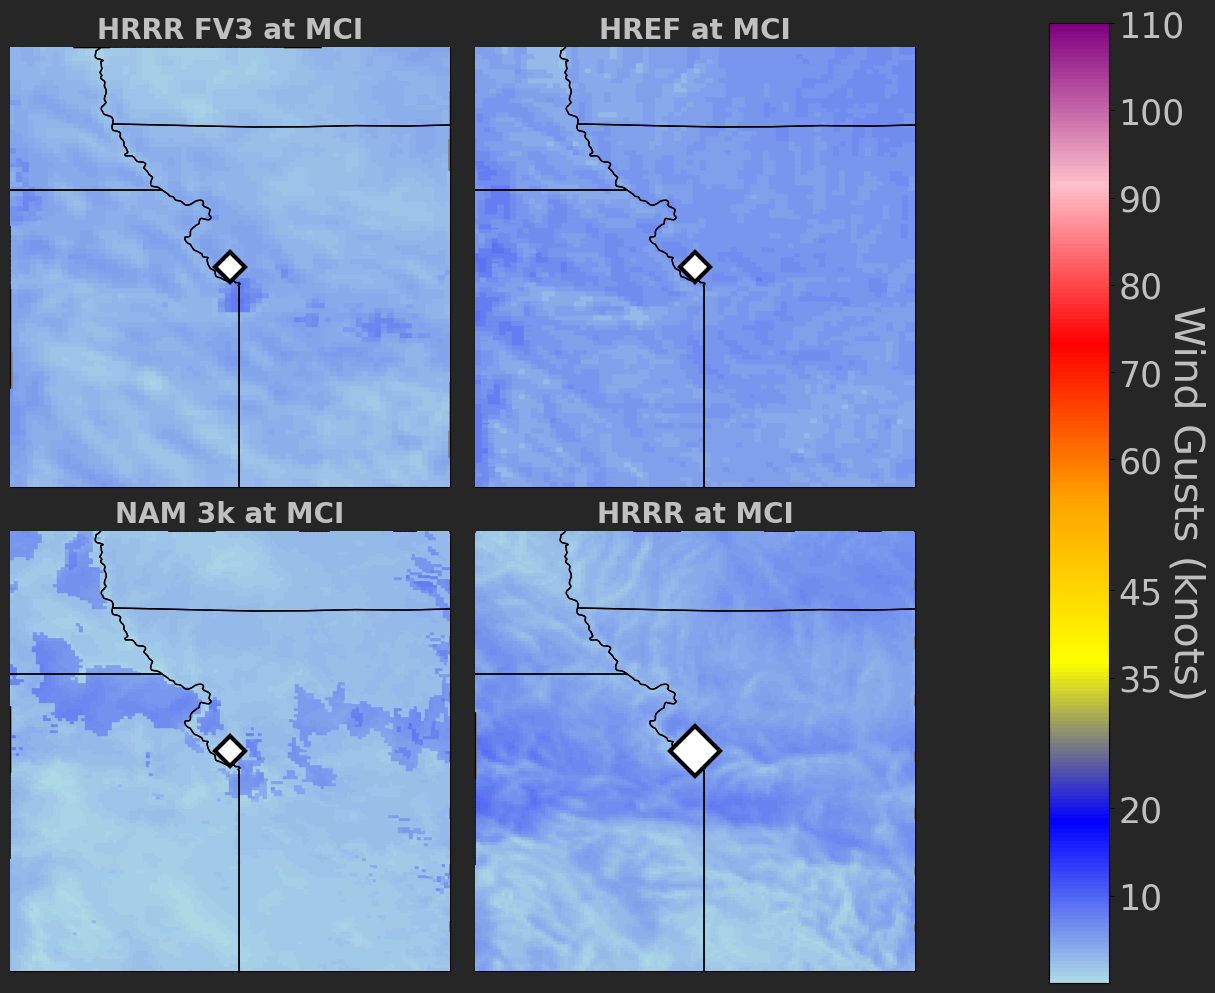 HRRR FV3 at MCI
HREF at MCI
NAM 3k at MCI
HRRR at MCI
110
100
90
80
70
60
45
35
20
10
Wind Gusts (knots)